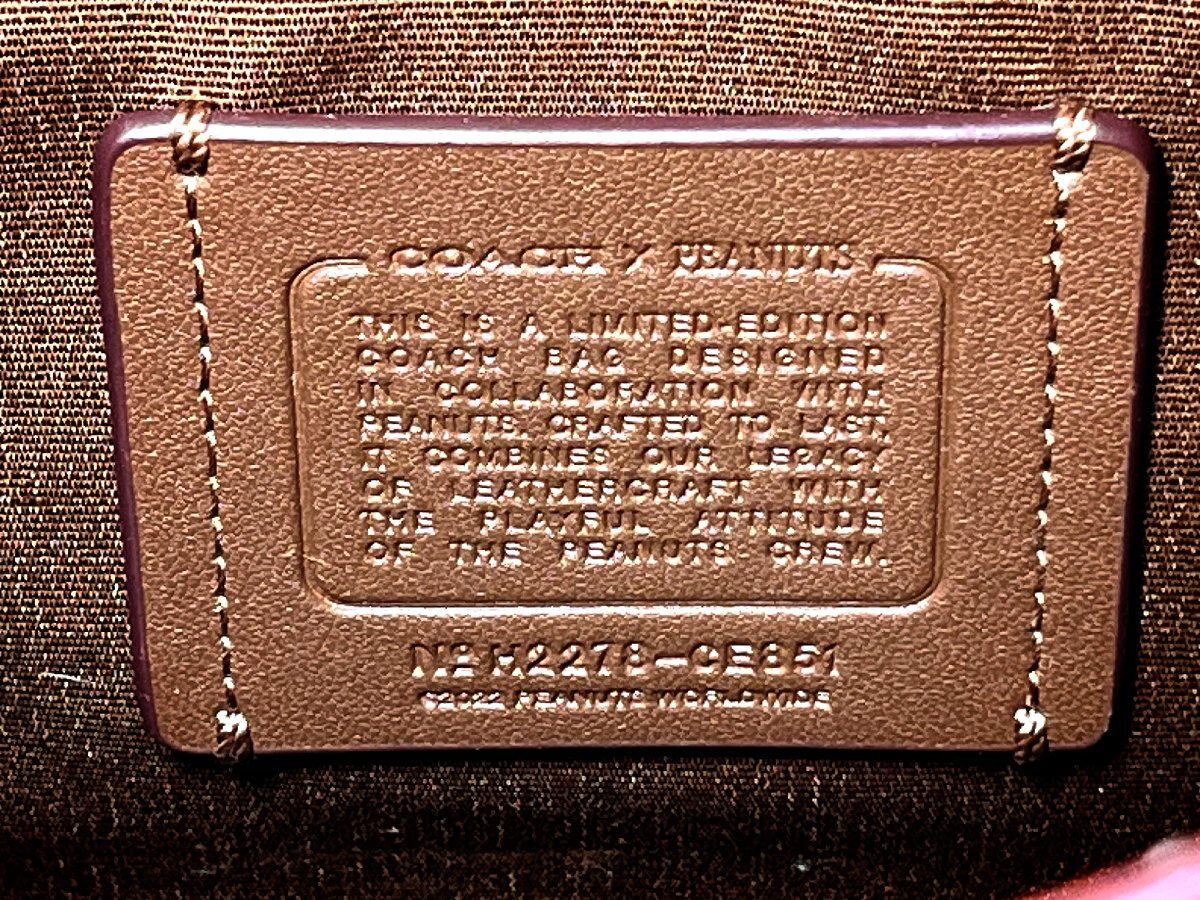 COACH X PEANUTS
THIS IS A LIMITED-EDITION
COACH BAG DESIGNED
IN COLLABORATION WITH
PEANUTS. CRAFTED TO LAST,
IT COMBINES OUR LEGACY
OF LEATHERCRAFT WITH
THE PLAYFUL ATTITUDE
OF THE PEANUTS CREW.
Nº H2278-CE851
©2022 PEANUTS WORLDWIDE